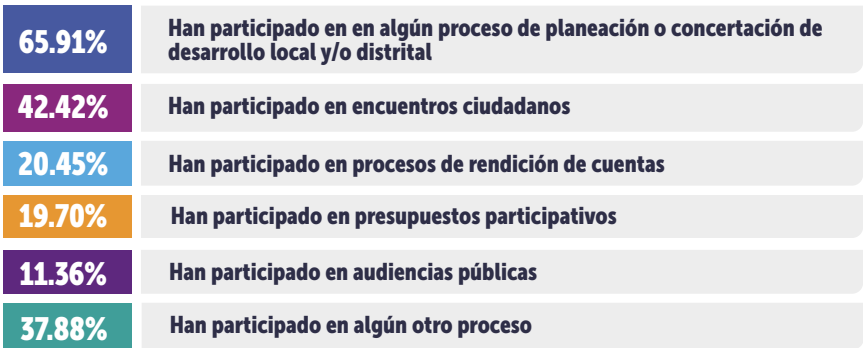 65.91%
Han participado en en algún proceso de planeación o concertación de
desarrollo local y/o distrital
42.42%
Han participado en encuentros ciudadanos
20.45%
Han participado en procesos de rendición de cuentas
19.70%
Han participado en presupuestos participativos
11.36%
Han participado en audiencias públicas
37.88%
Han participado en algún otro proceso